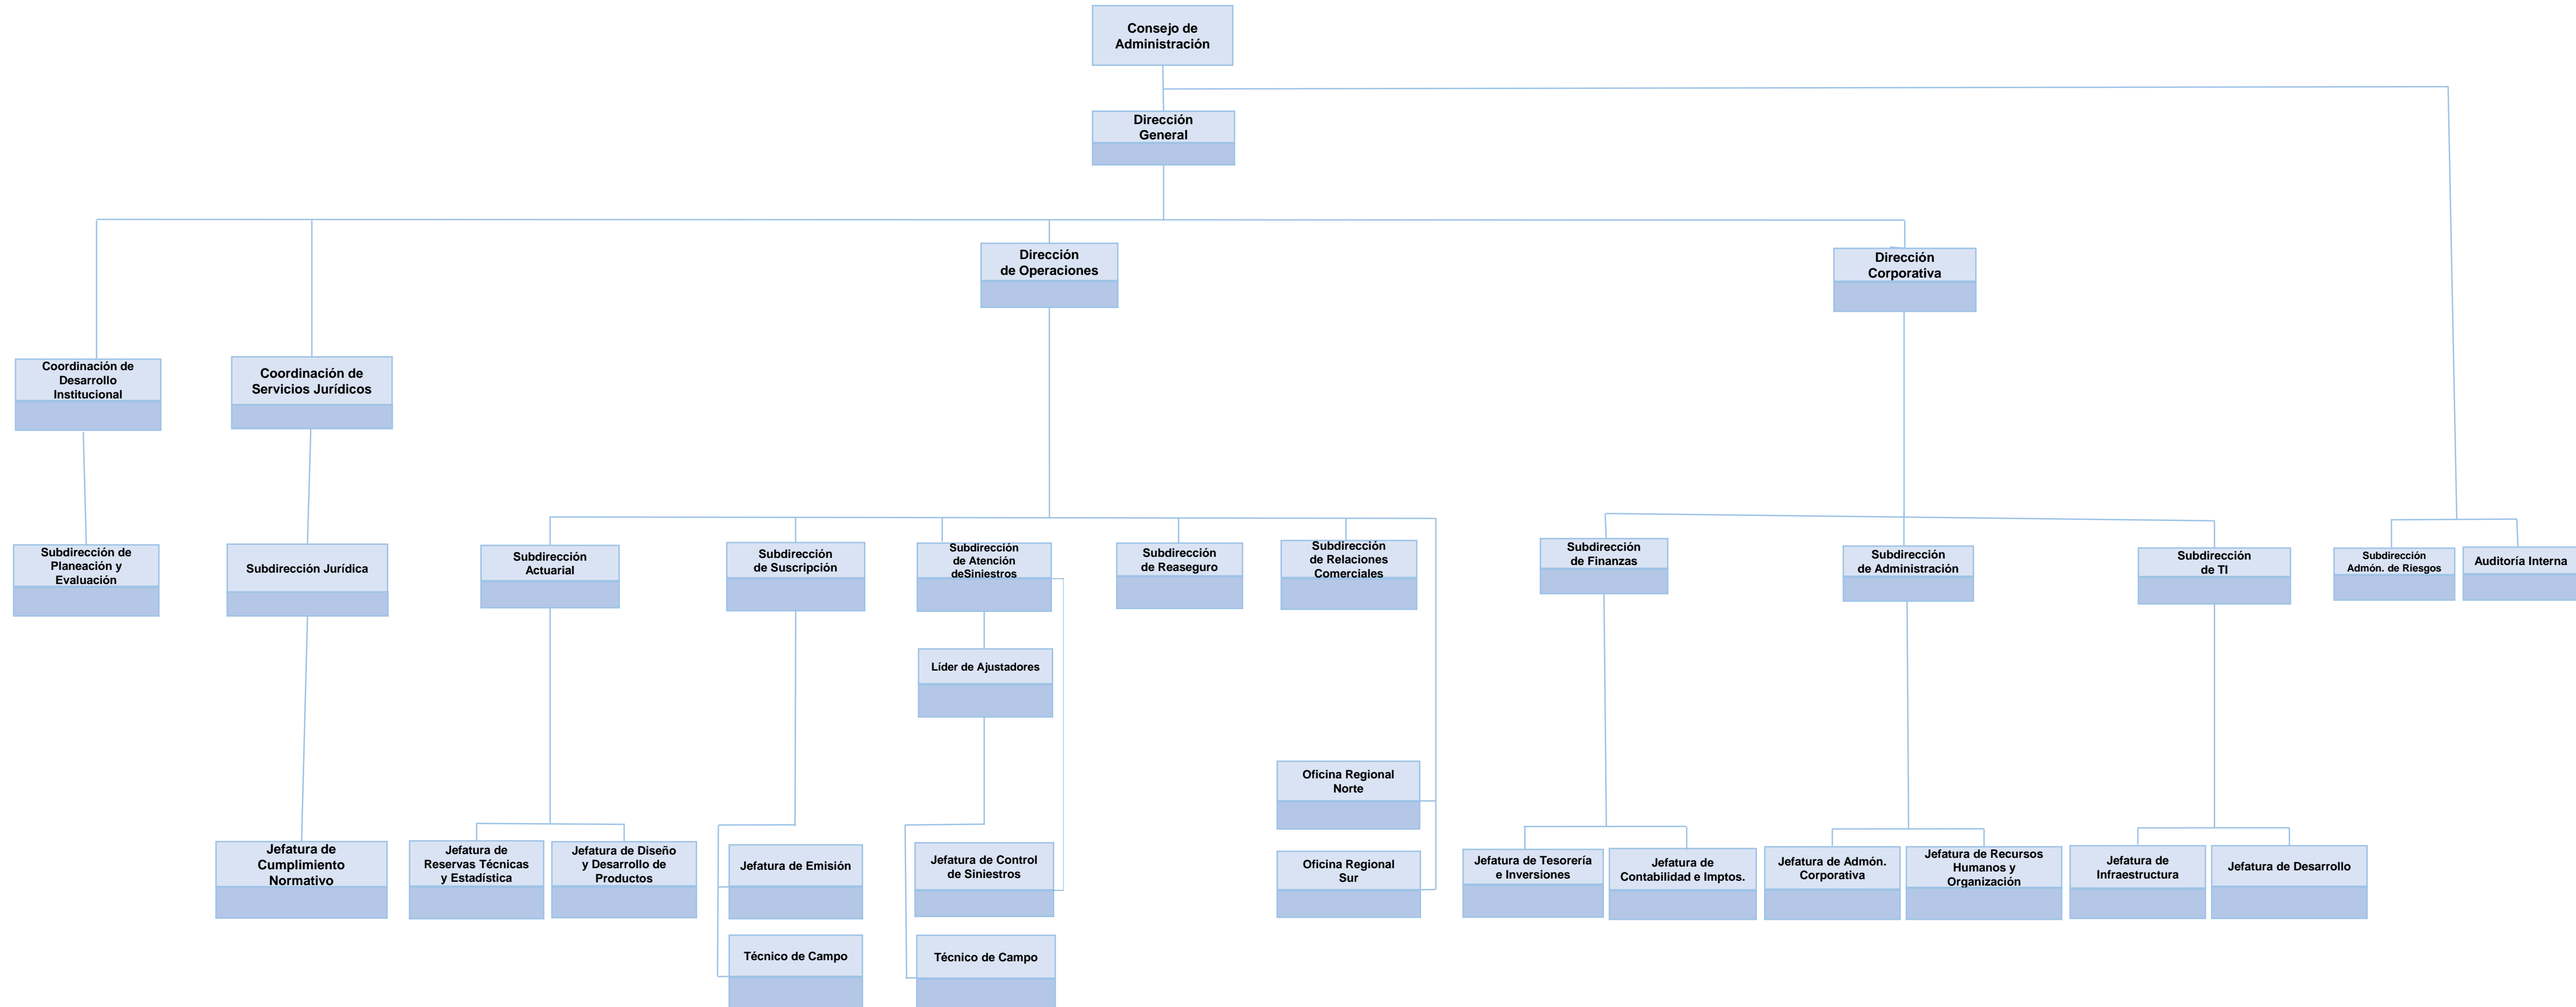 Consejo de
Administración
Dirección
General
Dirección
de Operaciones
Dirección
Corporativa
Coordinación de
Desarrollo
Institucional
Coordinación de
Servicios Jurídicos
Subdirección de
Planeación y
Evaluación
Subdirección Jurídica
Subdirección
Actuarial
Subdirección
de Suscripción
Subdirección
de Atención
deSiniestros
Subdirección
de Reaseguro
Subdirección
de Relaciones
Comerciales
Subdirección
de Finanzas
Subdirección
de Administración
Subdirección
de TI
Subdirección
Admón. de Riesgos
Auditoría Interna
Líder de Ajustadores
Oficina Regional
Norte
Jefatura de
Cumplimiento
Normativo
Jefatura de
Reservas Técnicas
y Estadística
Jefatura de Diseño
y Desarrollo de
Productos
Jefatura de Emisión
Jefatura de Control
de Siniestros
Oficina Regional
Sur
Jefatura de Tesorería
e Inversiones
Jefatura de
Contabilidad e Imptos.
Jefatura de Admón.
Corporativa
Jefatura de Recursos
Humanos y
Organización
Jefatura de
Infraestructura
Jefatura de Desarrollo
Técnico de Campo
Técnico de Campo